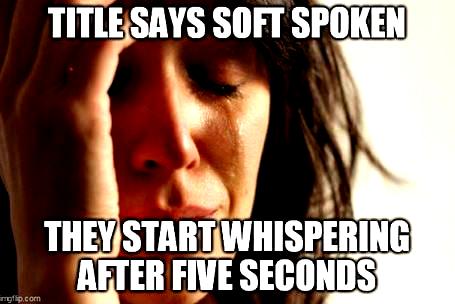 TITLE SAYS SOFT SPOKEN
THEY START WHISPERING
AFTER FIVE SECONDS
imgflip.com